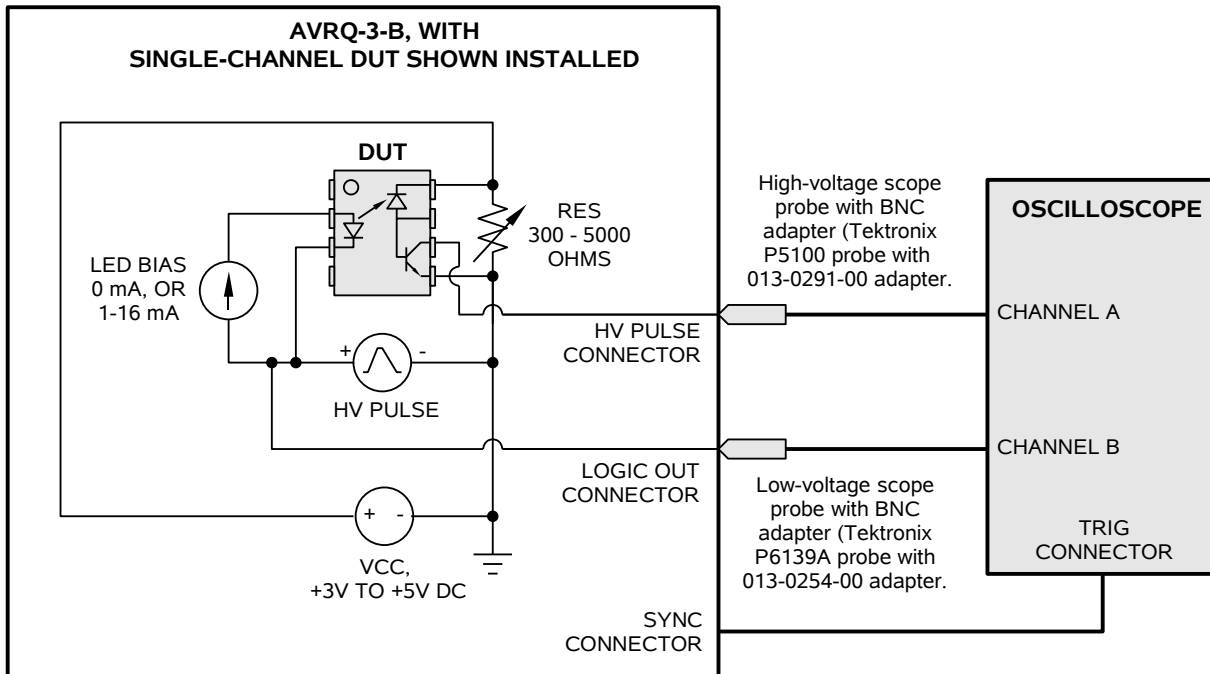 AVRQ-3-B, WITH
SINGLE-CHANNEL DUT SHOWN INSTALLED
DUT
RES
300 - 5000
OHMS
LED BIAS
0 mA, OR
1-16 mA
+
-
HV PULSE
HV PULSE
CONNECTOR
LOGIC OUT
CONNECTOR
+ -
VCC,
+3V TO +5V DC
SYNC
CONNECTOR
High-voltage scope
probe with BNC
adapter (Tektronix
P5100 probe with
013-0291-00 adapter.
Low-voltage scope
probe with BNC
adapter (Tektronix
P6139A probe with
013-0254-00 adapter.
OSCILLOSCOPE
CHANNEL A
CHANNEL B
TRIG
CONNECTOR